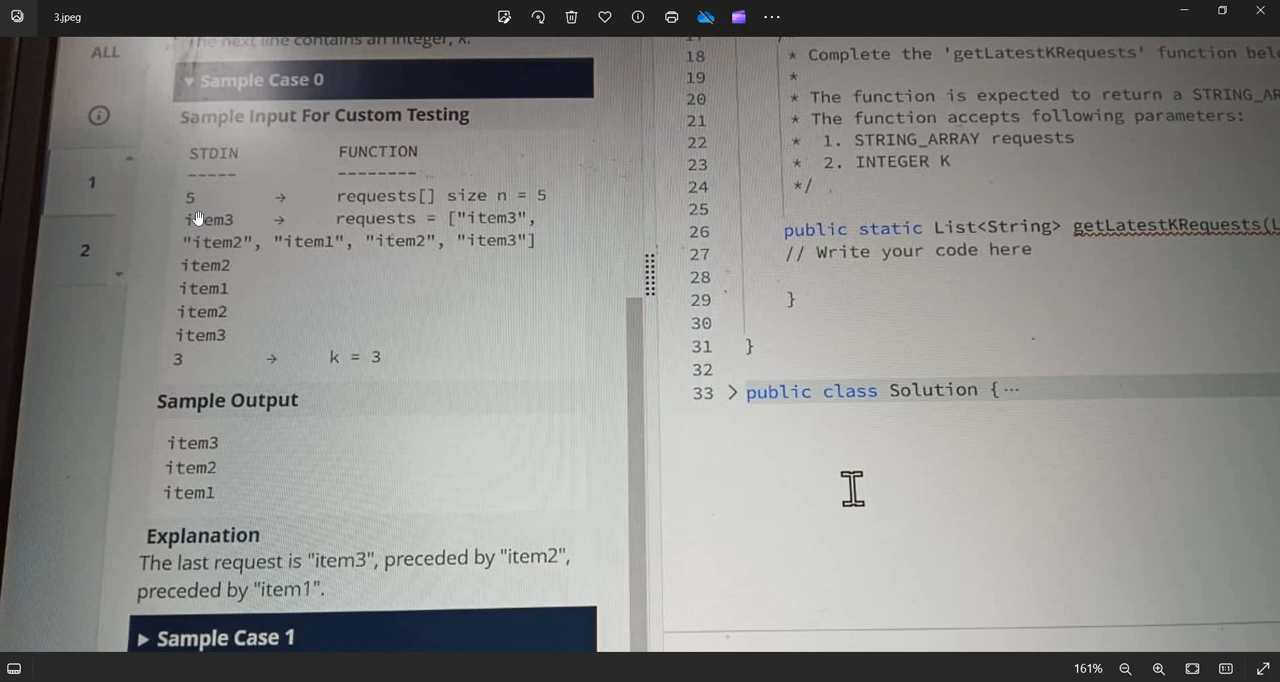 3.jpeg
ALL
The next line contains an integer, k.
▼ Sample Case 0
Sample Input For Custom Testing
STDIN FUNCTION
----- --------
5 → requests[] size n = 5
item3 → requests = ["item3",
"item2", "item1", "item2", "item3"]
item2
item1
item2
item3
3 → k = 3
Sample Output
item3
item2
item1
Explanation
The last request is "item3", preceded by "item2",
preceded by "item1".
▶ Sample Case 1
1
2
18 * Complete the 'getLatestKRequests' function
19 *
20 * The function is expected to return a
21 * The function accepts following parameters:
22 * 1. STRING_ARRAY requests
23 * 2. INTEGER K
24 */
25
26 public static List<String> getLatestKRequests(
27 // Write your code here
28
29 }
30
31 }
32
33 > public class Solution { ...
161%
1:1